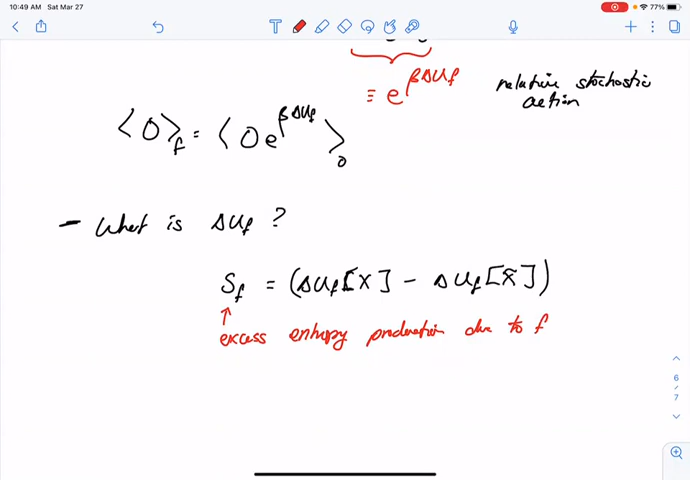 10:49 AM Sat Mar 27
77%
≡ e^{βΔU_f}
relative stochastic
action
⟨O⟩_f = ⟨O e^{βΔU_f}⟩_0
- What is ΔU_f ?
S_f = (ΔU_f[X] - ΔU_f[X̃])
↑
excess entropy production due to f
6
/
7